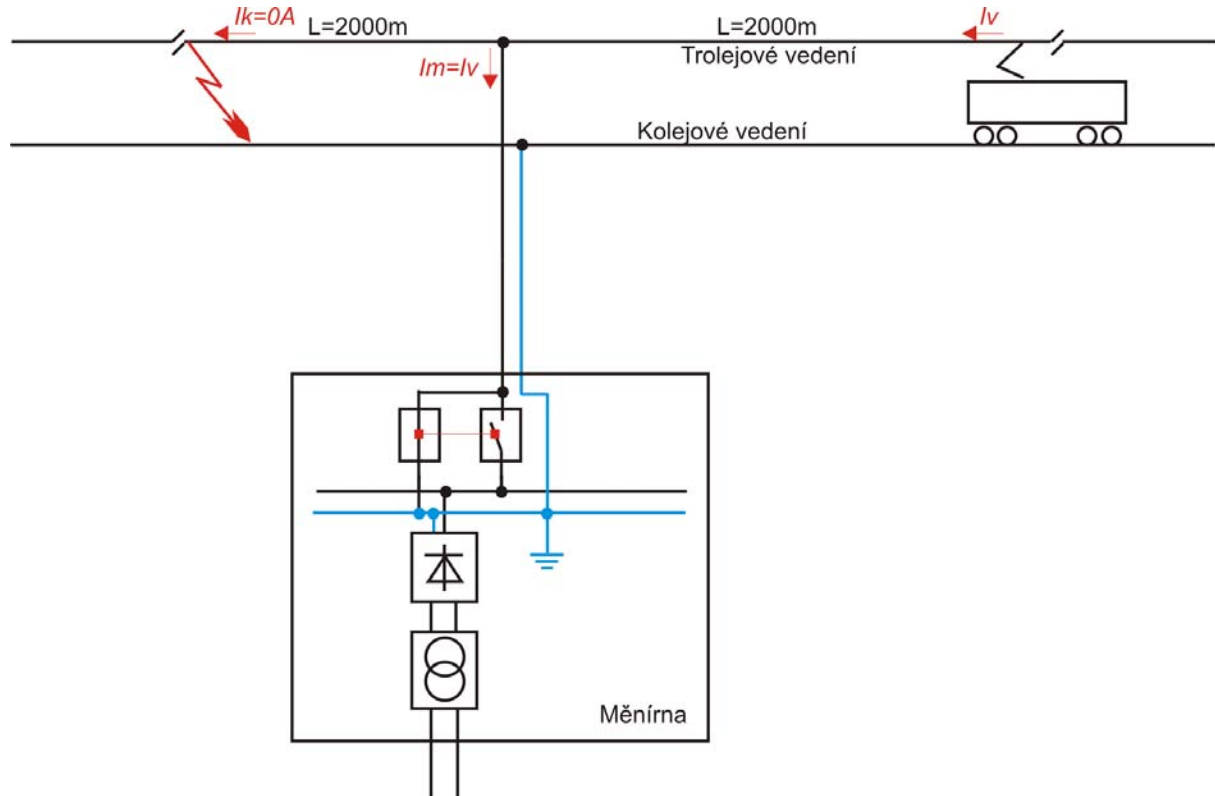 Ik=0A
L=2000m
L=2000m
Iv
Im=Iv
Trolejové vedení
Kolejové vedení
Měnírna